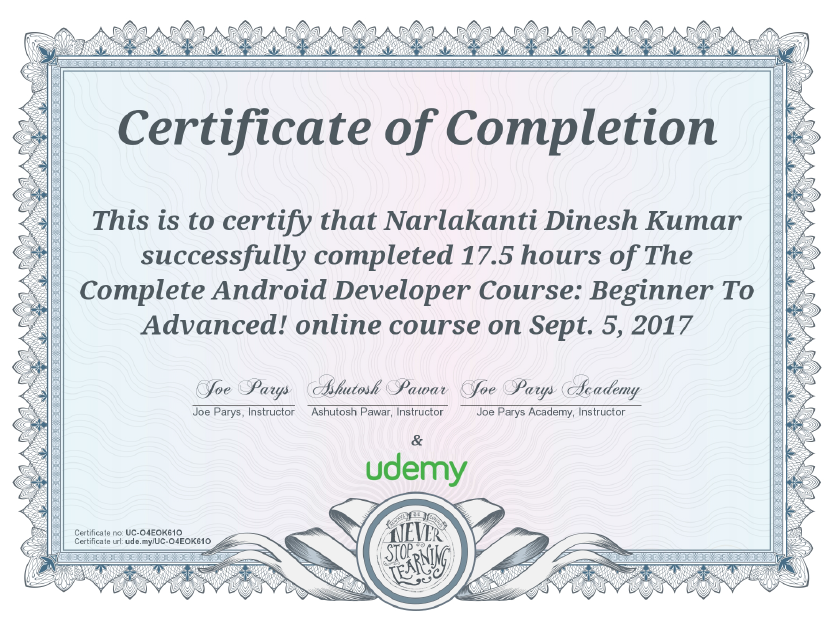 Certificate of Completion
This is to certify that Narlakanti Dinesh Kumar
successfully completed 17.5 hours of The
Complete Android Developer Course: Beginner To
Advanced! online course on Sept. 5, 2017
Joe Parys Ashutosh Pawar Joe Parys Academy
Joe Parys, Instructor Ashutosh Pawar, Instructor Joe Parys Academy, Instructor
&
udemy
NEVER
STOP
LEARNING
Certificate no: UC-O4EOK61O
Certificate url: ude.my/UC-O4EOK61O